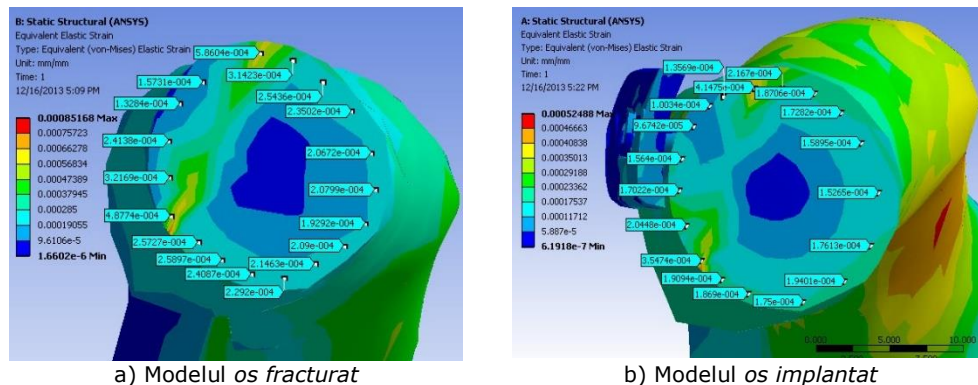 B: Static Structural (ANSYS)
Equivalent Elastic Strain
Type: Equivalent (von-Mises) Elastic Strain
Unit: mm/mm
Time: 1
12/16/2013 5:09 PM
0.00085168 Max
0.00075723
0.00066278
0.00056834
0.00047389
0.00037945
0.000285
0.00019055
9.6106e-5
1.6602e-6 Min
5.8604e-004
3.1423e-004
1.5731e-004
2.5436e-004
1.3284e-004
2.3502e-004
2.4138e-004
2.0672e-004
3.2169e-004
2.0799e-004
4.8774e-004
1.9292e-004
2.5727e-004
2.09e-004
2.5897e-004
2.1463e-004
2.4087e-004
2.292e-004
a) Modelul os fracturat
A: Static Structural (ANSYS)
Equivalent Elastic Strain
Type: Equivalent (von-Mises) Elastic Strain
Unit: mm/mm
Time: 1
12/16/2013 5:22 PM
0.00052488 Max
0.00046663
0.00040838
0.00035013
0.00029188
0.00023362
0.00017537
0.00011712
5.887e-5
6.1918e-7 Min
1.3569e-004
2.167e-004
4.1475e-004
1.8706e-004
1.0034e-004
1.7282e-004
9.6742e-005
1.5895e-004
1.564e-004
1.7022e-004
1.5265e-004
2.0448e-004
1.7613e-004
3.5474e-004
1.9094e-004
1.9401e-004
1.869e-004
1.75e-004
0.000
10.000
b) Modelul os implantat